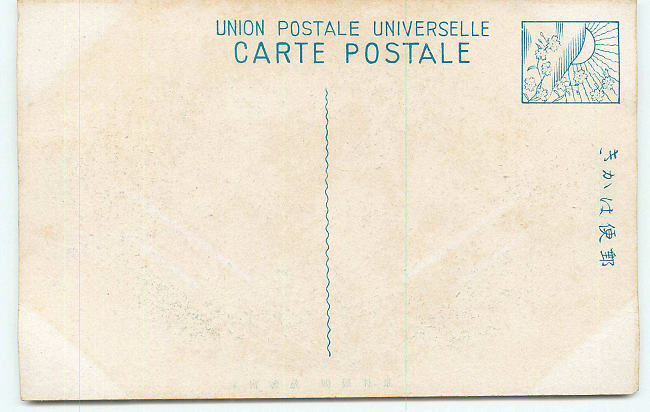 UNION POSTALE UNIVERSELLE
CARTE POSTALE
郵便はかき